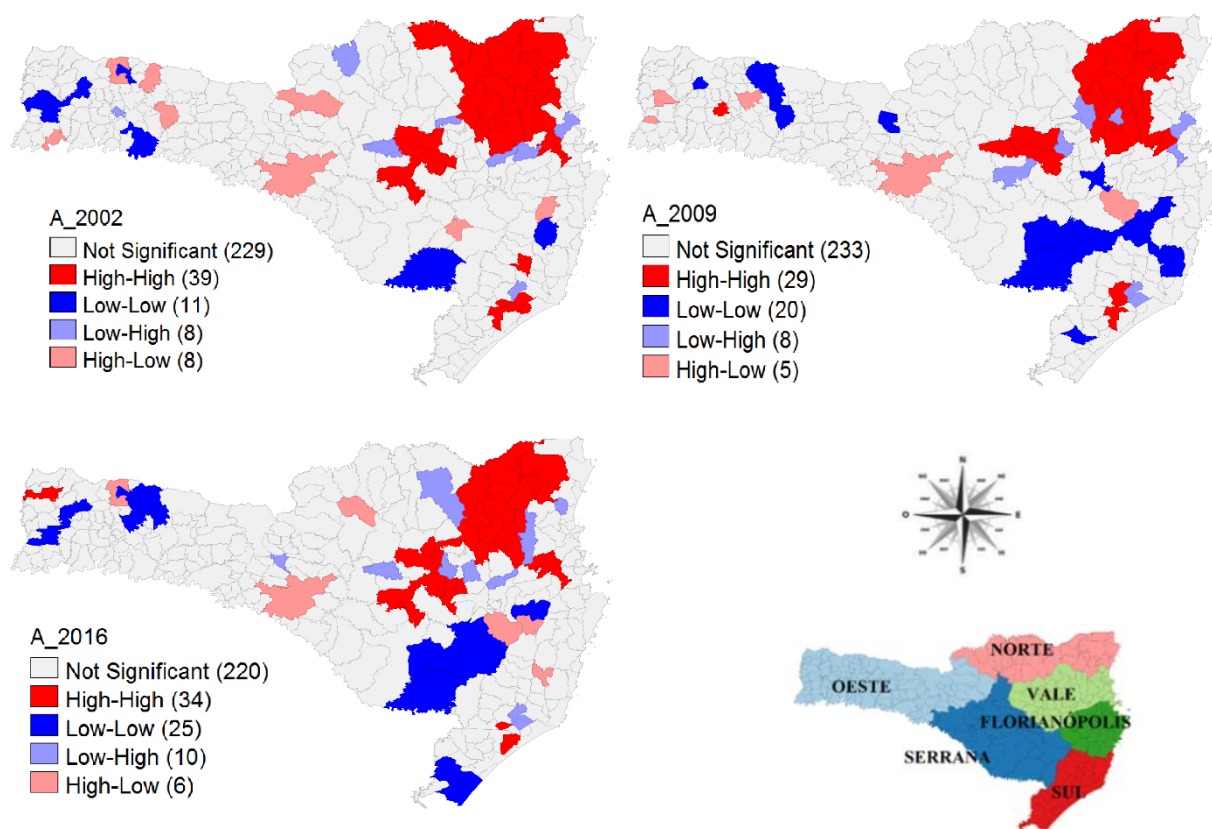 A_2002
Not Significant (229)
High-High (39)
Low-Low (11)
Low-High (8)
High-Low (8)
A_2009
Not Significant (233)
High-High (29)
Low-Low (20)
Low-High (8)
High-Low (5)
A_2016
Not Significant (220)
High-High (34)
Low-Low (25)
Low-High (10)
High-Low (6)
N
O
E
S
NORTE
OESTE
VALE
FLORIANOPOLIS
SERRANA
SUL